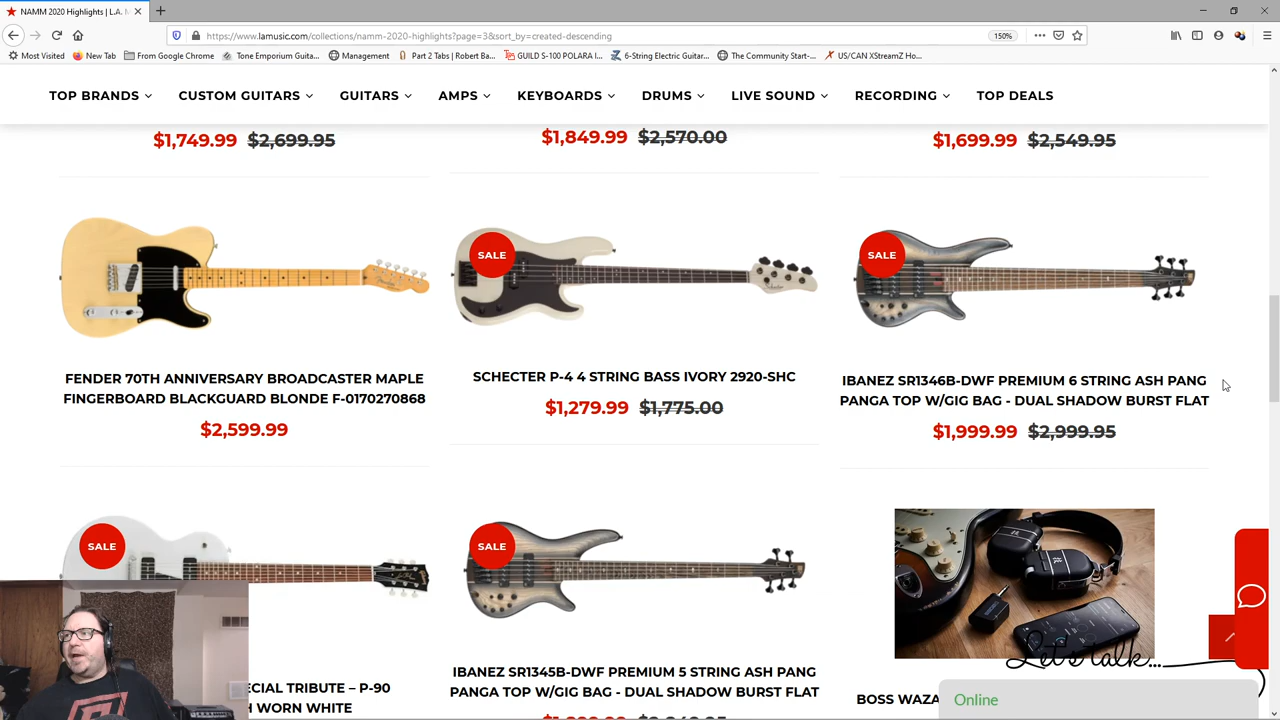 NAMM 2020 Highlights | L.A. M
https://www.lamusic.com/collections/namm-2020-highlights?page=3&sort_by=created-descending
150%
Most Visited New Tab From Google Chrome Tone Emporium Guita... Management Part 2 Tabs | Robert Ba... GUILD S-100 POLARA I... 6-String Electric Guitar... The Community Start-... US/CAN XStreamZ Ho...
TOP BRANDS CUSTOM GUITARS GUITARS AMPS KEYBOARDS DRUMS LIVE SOUND RECORDING TOP DEALS
$1,749.99 $2,699.95
$1,849.99 $2,570.00
$1,699.99 $2,549.95
FENDER 70TH ANNIVERSARY BROADCASTER MAPLE
FINGERBOARD BLACKGUARD BLONDE F-0170270868
$2,599.99
SALE
SCHECTER P-4 4 STRING BASS IVORY 2920-SHC
$1,279.99 $1,775.00
SALE
IBANEZ SR1346B-DWF PREMIUM 6 STRING ASH PANG
PANGA TOP W/GIG BAG - DUAL SHADOW BURST FLAT
$1,999.99 $2,999.95
SALE
ECIAL TRIBUTE – P-90
H WORN WHITE
SALE
IBANEZ SR1345B-DWF PREMIUM 5 STRING ASH PANG
PANGA TOP W/GIG BAG - DUAL SHADOW BURST FLAT
BOSS WAZA
Let's talk...
Online